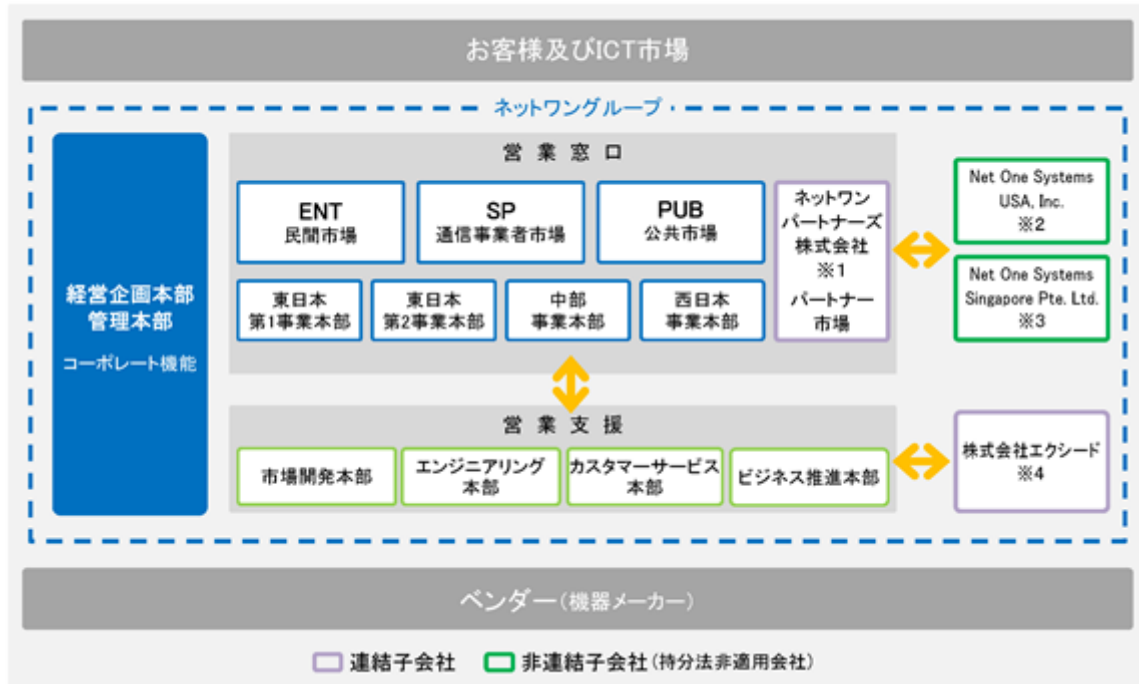 お客様及びICT市場
ネットワングループ
経営企画本部
管理本部
コーポレート機能
営業窓口
ENT
民間市場
SP
通信事業者市場
PUB
公共市場
東日本
第1事業本部
東日本
第2事業本部
中部
事業本部
西日本
事業本部
ネットワン
パートナーズ
株式会社
※1
パートナー
市場
Net One Systems
USA, Inc.
※2
Net One Systems
Singapore Pte. Ltd.
※3
営業支援
市場開発本部
エンジニアリング
本部
カスタマーサービス
本部
ビジネス推進本部
株式会社エクシード
※4
ベンダー(機器メーカー)
連結子会社
非連結子会社(持分法非適用会社)